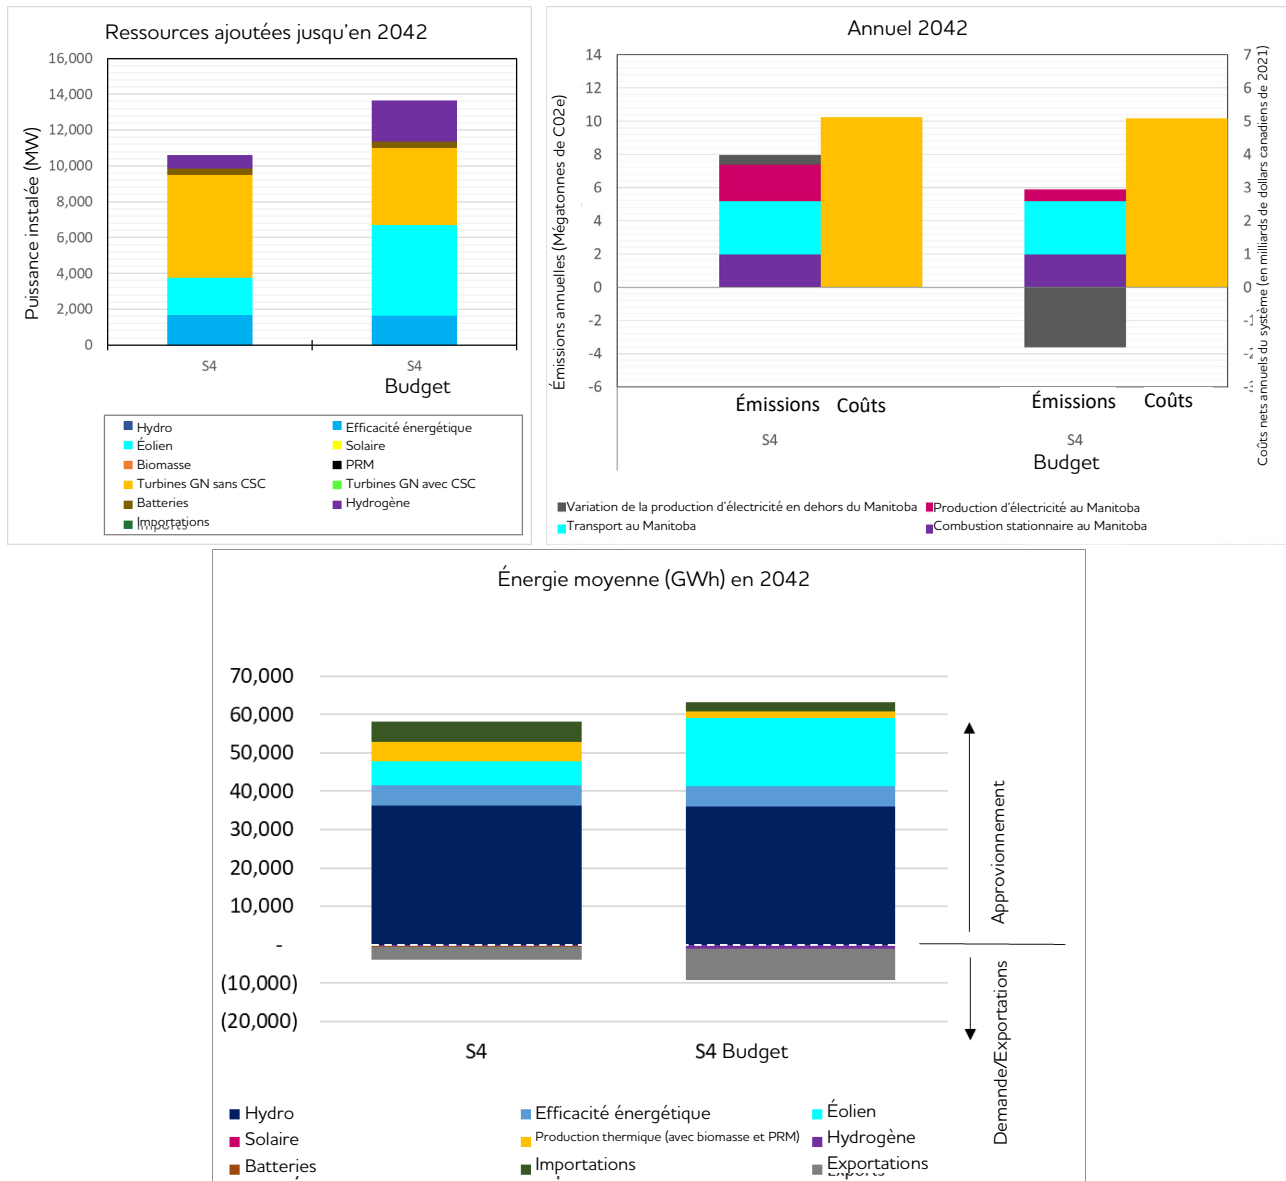 Ressources ajoutées jusqu'en 2042
Puissance instalée (MW)
16,000
14,000
12,000
10,000
8,000
6,000
4,000
2,000
0
S4
S4
Budget
Hydro
Efficacité énergétique
Éolien
Solaire
Biomasse
PRM
Turbines GN sans CSC
Turbines GN avec CSC
Batteries
Hydrogène
Importations
Annuel 2042
Émissions annuelles (Mégatonnes de C02e)
14
12
10
8
6
4
2
0
-2
-4
-6
7
6
5
4
3
2
1
0
-1
-2
-3
Coûts nets annuels du système (en milliards de dollars canadiens de 2021)
Émissions Coûts
Émissions Coûts
S4
S4
Budget
Variation de la production d'électricité en dehors du Manitoba
Production d'électricité au Manitoba
Transport au Manitoba
Combustion stationnaire au Manitoba
Énergie moyenne (GWh) en 2042
70,000
60,000
50,000
40,000
30,000
20,000
10,000
-
(10,000)
(20,000)
S4
S4 Budget
Approvionnement
Demande/Exportations
Hydro
Efficacité énergétique
Éolien
Solaire
Production thermique (avec biomasse et PRM)
Hydrogène
Batteries
Importations
Exportations